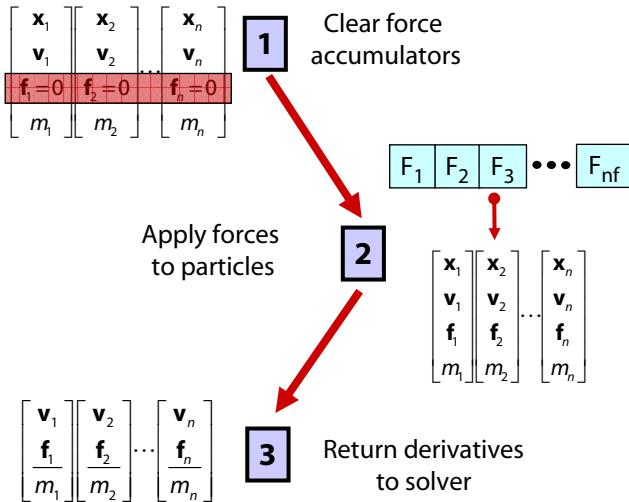 x₁ x₂ xₙ
v₁ v₂ … vₙ
f₁ = 0 f₂ = 0 fₙ = 0
m₁ m₂ mₙ
1
Clear force
accumulators
F₁ F₂ F₃ ••• Fnf
Apply forces
to particles
2
x₁ x₂ xₙ
v₁ v₂ vₙ
…
f₁ f₂ fₙ
m₁ m₂ mₙ
v₁ v₂ vₙ
…
f₁ f₂ fₙ
m₁ m₂ mₙ
3
Return derivatives
to solver